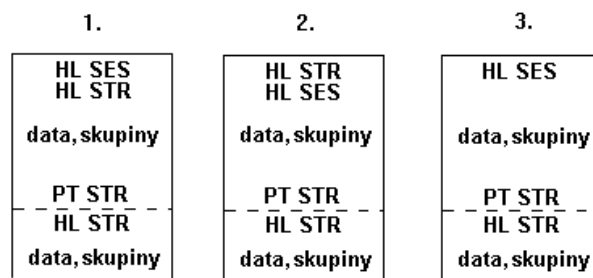 1.
HL SES
HL STR
data, skupiny
PT STR
HL STR
data, skupiny
2.
HL STR
HL SES
data, skupiny
PT STR
HL STR
data, skupiny
3.
HL SES
data, skupiny
PT STR
HL STR
data, skupiny